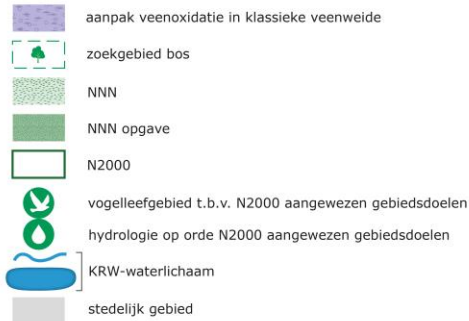 aanpak veenoxidatie in klassieke veenweide
zoekgebied bos
NNN
NNN opgave
N2000
vogelleefgebied t.b.v. N2000 aangewezen gebiedsdoelen
hydrologie op orde N2000 aangewezen gebiedsdoelen
KRW-waterlichaam
stedelijk gebied